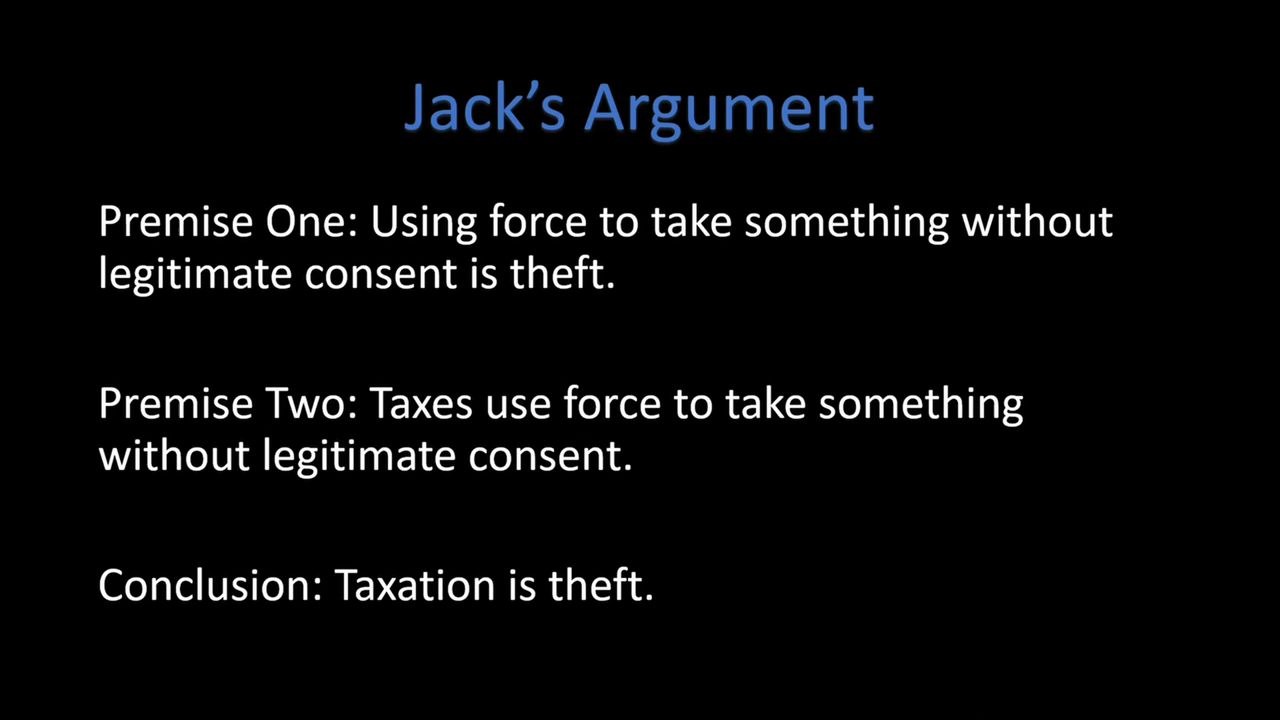 Jack’s Argument
Premise One: Using force to take something without
legitimate consent is theft.
Premise Two: Taxes use force to take something
without legitimate consent.
Conclusion: Taxation is theft.